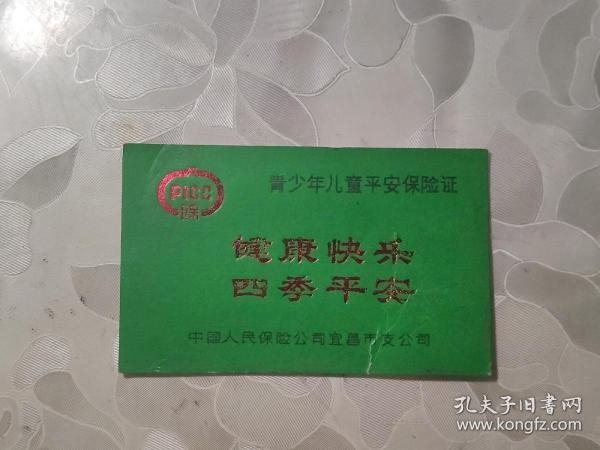 PICC
保
青少年儿童平安保险证
健康快乐
四季平安
中国人民保险公司宜昌市支公司
孔夫子旧书网
www.kongfz.com